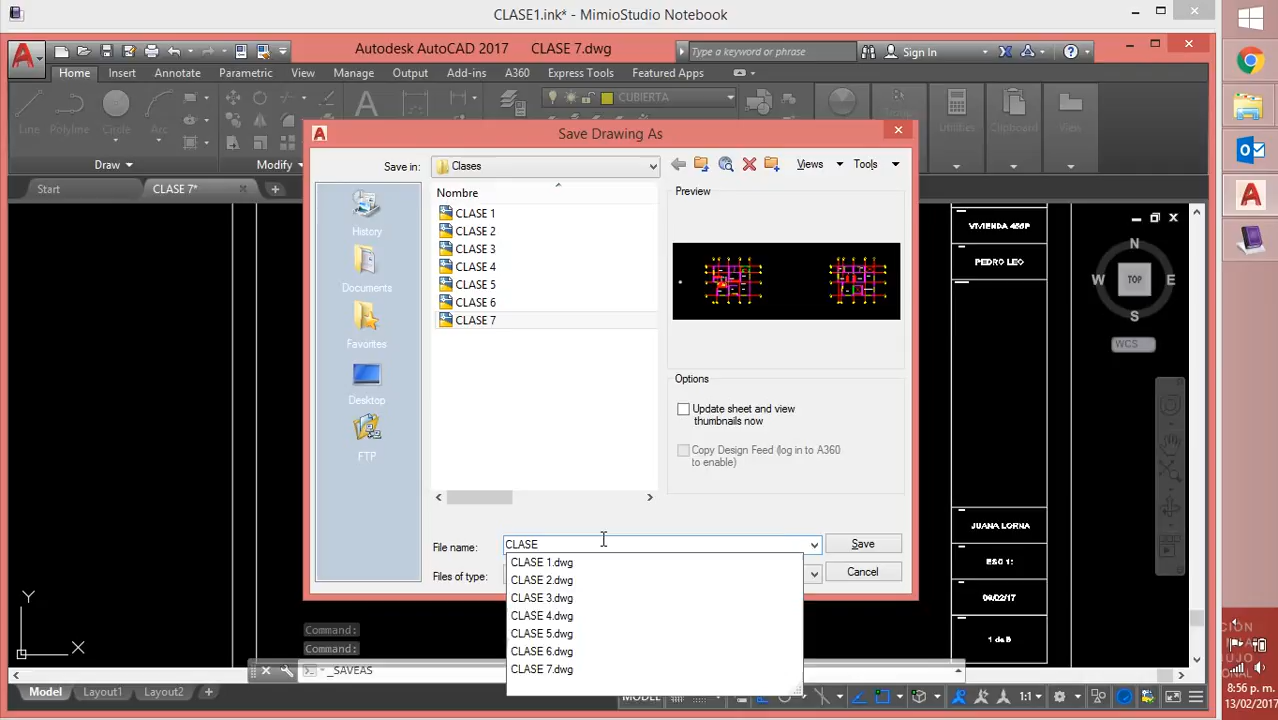 CLASE1.ink* - MimioStudio Notebook
Autodesk AutoCAD 2017 CLASE 7.dwg
Type a keyword or phrase
Sign In
Home Insert Annotate Parametric View Manage Output Add-ins A360 Express Tools Featured Apps
CUBIERTA
Line Polyline Circle Arc
Utilities Clipboard View
Draw Modify
Start CLASE 7*
Save Drawing As
Save in: Clases Views Tools
History
Documents
Favorites
Desktop
FTP
Nombre
CLASE 1
CLASE 2
CLASE 3
CLASE 4
CLASE 5
CLASE 6
CLASE 7
Preview
Options
Update sheet and view
thumbnails now
Copy Design Feed (log in to A360
to enable)
File name: CLASE Save
Files of type: Cancel
CLASE 1.dwg
CLASE 2.dwg
CLASE 3.dwg
CLASE 4.dwg
CLASE 5.dwg
CLASE 6.dwg
CLASE 7.dwg
PEDRO LEO
JUANA LORNA
ESC 1:
06/02/17
N
W TOP E
S
WCS
Y
X
Command:
Command:
_SAVEAS
Model Layout1 Layout2 MODEL 1:1
8:56 p. m.
13/02/2017